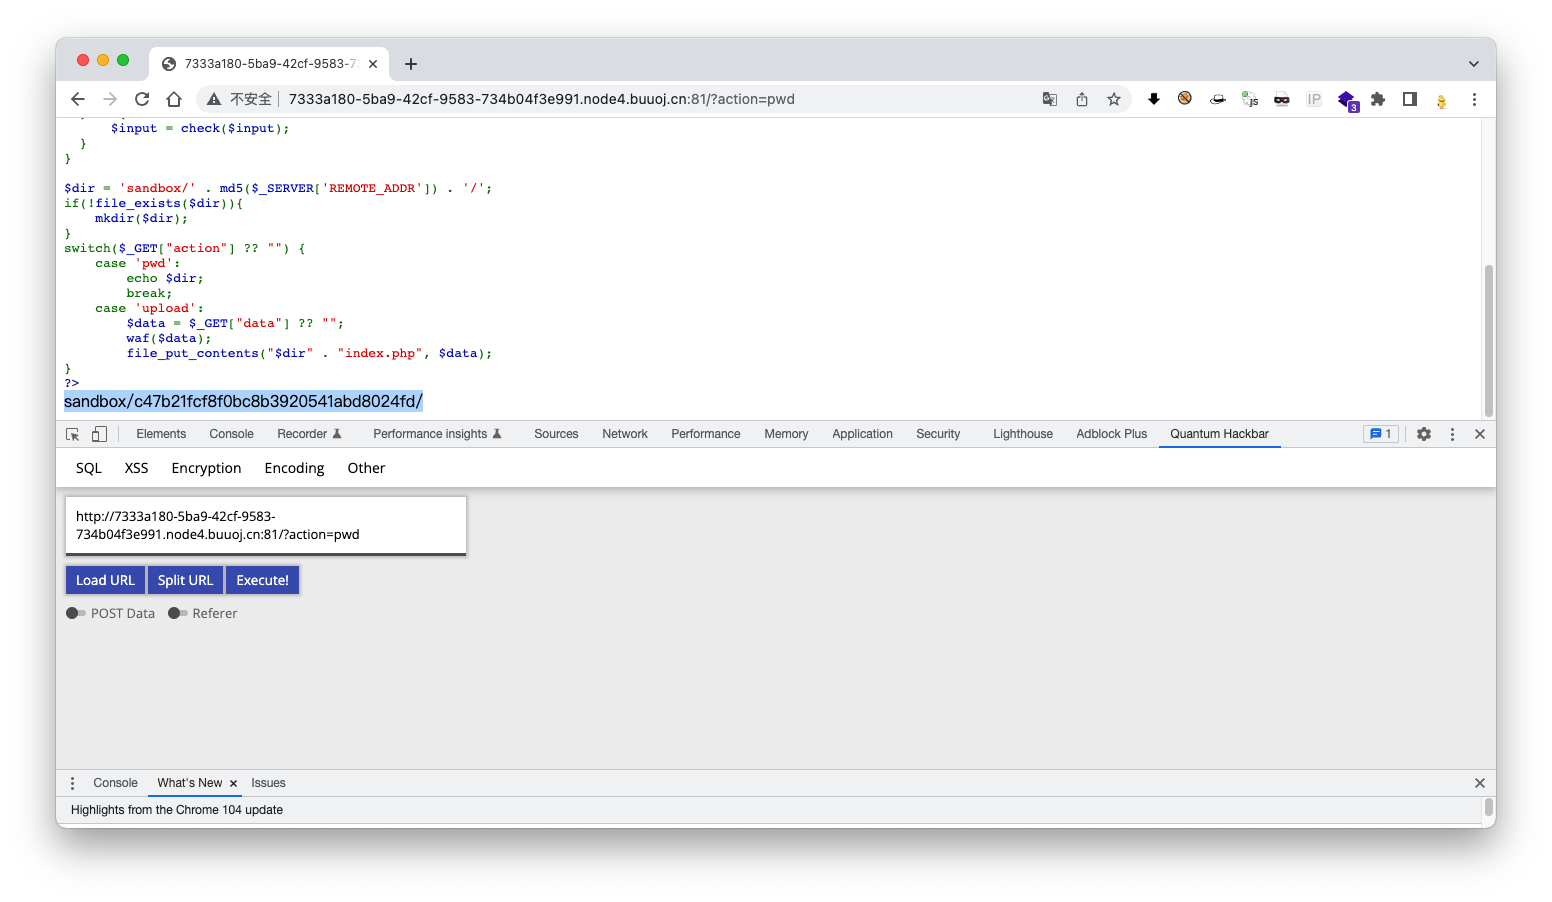 7333a180-5ba9-42cf-9583-7
不安全 7333a180-5ba9-42cf-9583-734b04f3e991.node4.buuoj.cn:81/?action=pwd
js
IP
3
$input = check($input);
}
}
$dir = 'sandbox/' . md5($_SERVER['REMOTE_ADDR']) . '/';
if(!file_exists($dir)){
mkdir($dir);
}
switch($_GET["action"] ?? "") {
case 'pwd':
echo $dir;
break;
case 'upload':
$data = $_GET["data"] ?? "";
waf($data);
file_put_contents("$dir" . "index.php", $data);
}
?>
sandbox/c47b21fcf8f0bc8b3920541abd8024fd/
Elements Console Recorder Performance insights Sources Network Performance Memory Application Security Lighthouse Adblock Plus Quantum Hackbar 1
SQL XSS Encryption Encoding Other
http://7333a180-5ba9-42cf-9583-
734b04f3e991.node4.buuoj.cn:81/?action=pwd
Load URL Split URL Execute!
POST Data Referer
Console What's New Issues
Highlights from the Chrome 104 update